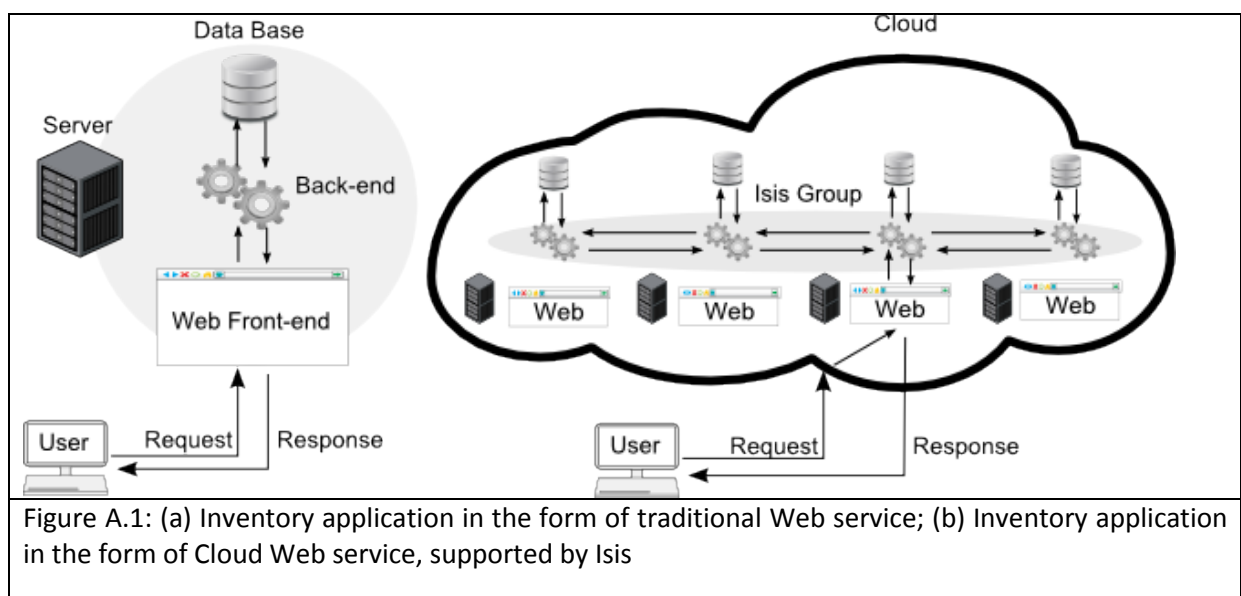 Data Base
Server
Back-end
Web Front-end
User
Request
Response
Cloud
Isis Group
Web
Web
Web
Web
User
Request
Response
Figure A.1: (a) Inventory application in the form of traditional Web service; (b) Inventory application
in the form of Cloud Web service, supported by Isis